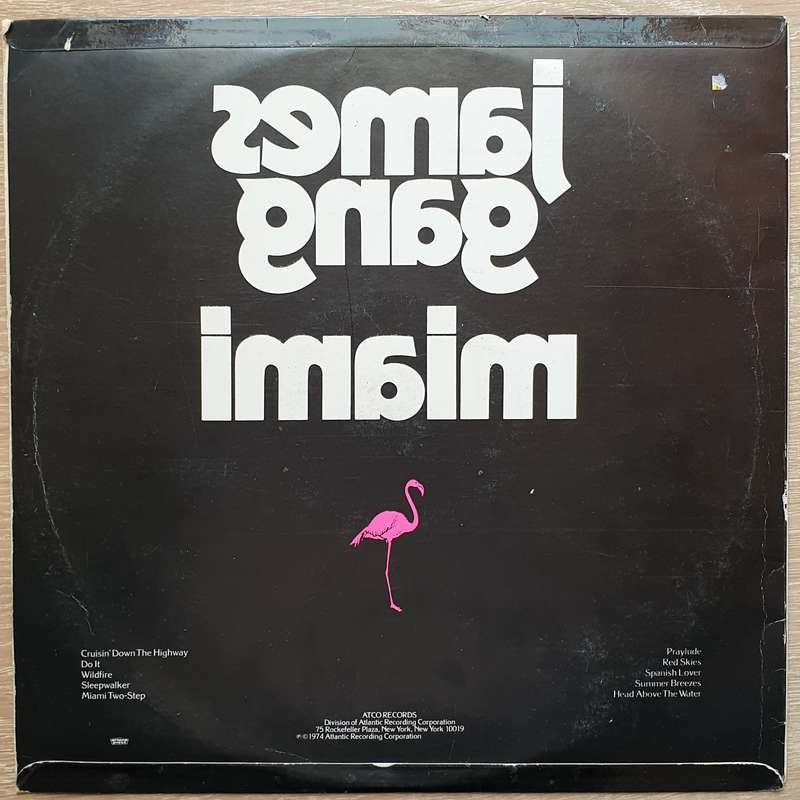 james
gang
miami
Cruisin' Down The Highway
Do It
Wildfire
Sleepwalker
Miami Two-Step
Praylude
Red Skies
Spanish Lover
Summer Breezes
Head Above The Water
ATCO RECORDS
Division of Atlantic Recording Corporation
75 Rockefeller Plaza, New York, New York 10019
℗©1974 Atlantic Recording Corporation